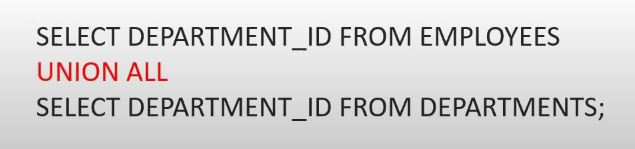 SELECT DEPARTMENT_ID FROM EMPLOYEES
UNION ALL
SELECT DEPARTMENT_ID FROM DEPARTMENTS;